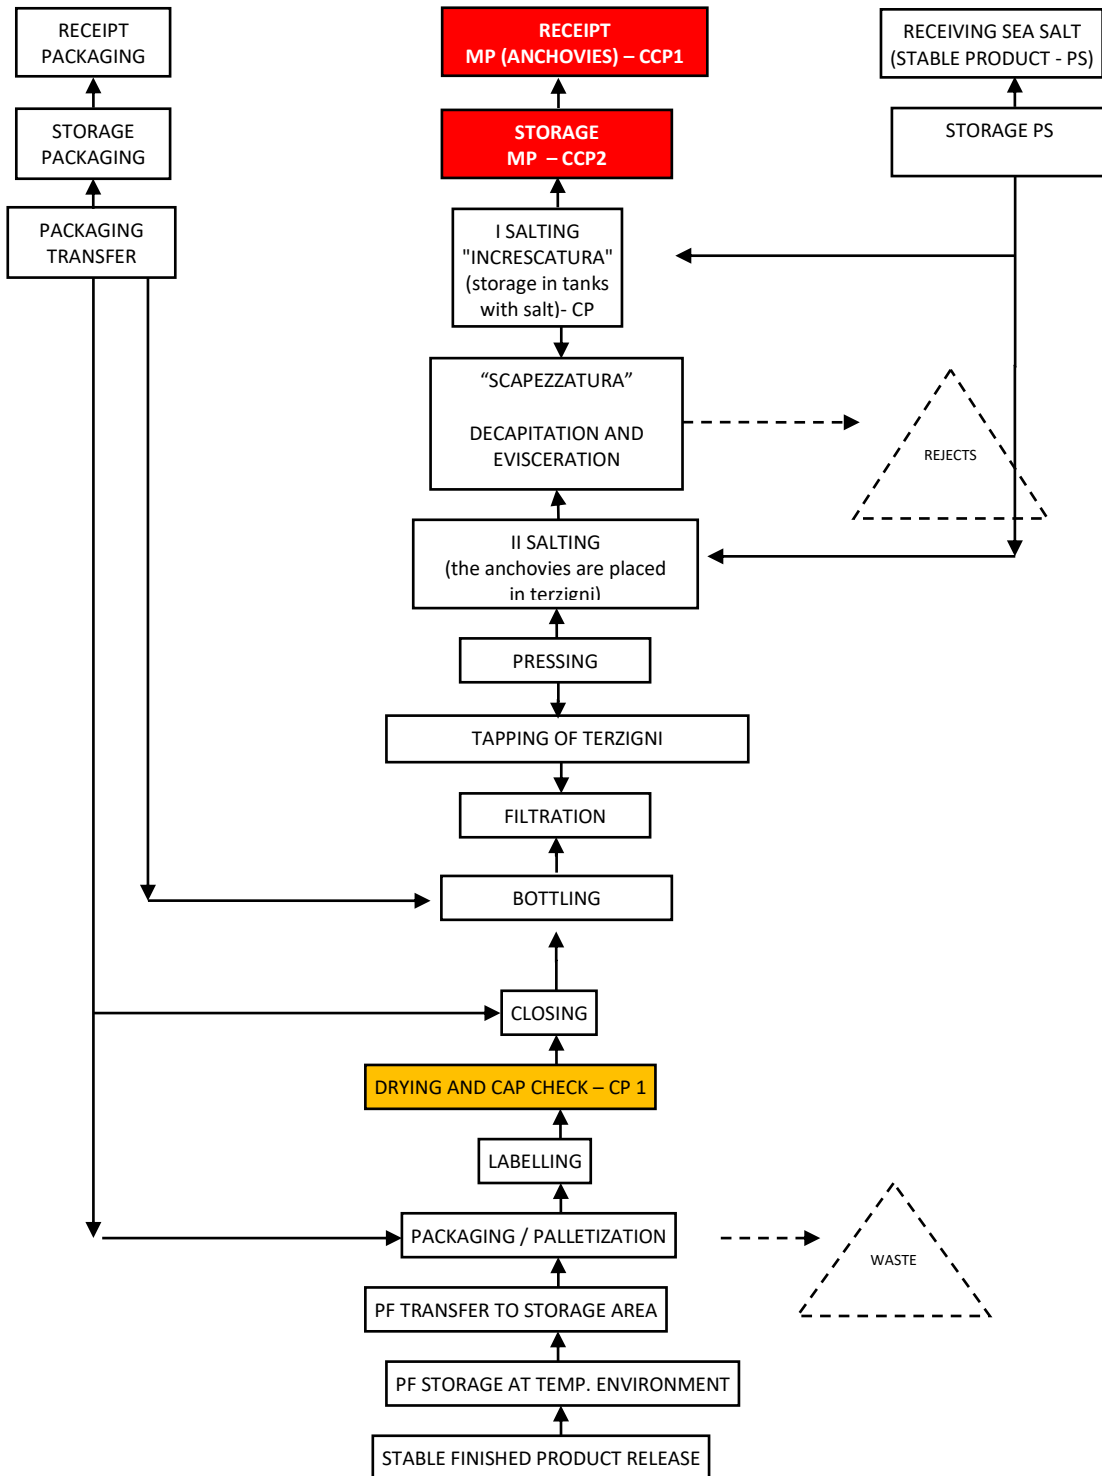 RECEIPT
PACKAGING
RECEIPT
MP (ANCHOVIES) – CCP1
RECEIVING SEA SALT
(STABLE PRODUCT - PS)
STORAGE
PACKAGING
STORAGE
MP – CCP2
STORAGE PS
PACKAGING
TRANSFER
I SALTING
"INCRESCATURA"
(storage in tanks
with salt)- CP
“SCAPEZZATURA”
DECAPITATION AND
EVISCERATION
REJECTS
II SALTING
(the anchovies are placed
in terzigni)
PRESSING
TAPPING OF TERZIGNI
FILTRATION
BOTTLING
CLOSING
DRYING AND CAP CHECK – CP 1
LABELLING
PACKAGING / PALLETIZATION
WASTE
PF TRANSFER TO STORAGE AREA
PF STORAGE AT TEMP. ENVIRONMENT
STABLE FINISHED PRODUCT RELEASE